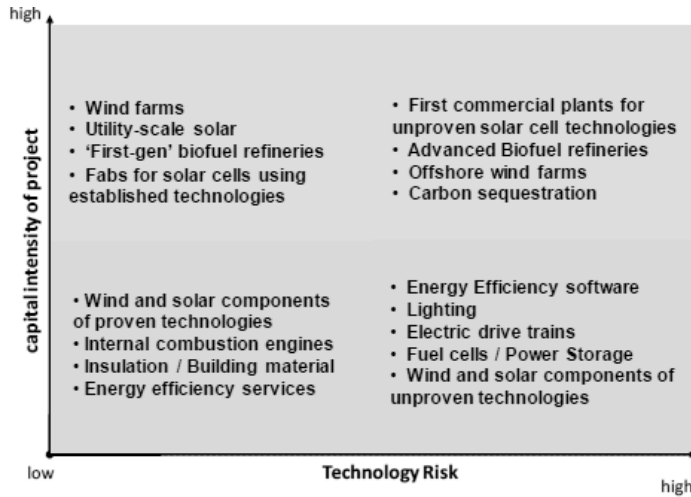 high
capital intensity of project
• Wind farms
• Utility-scale solar
• ‘First-gen’ biofuel refineries
• Fabs for solar cells using
established technologies
• First commercial plants for
unproven solar cell technologies
• Advanced Biofuel refineries
• Offshore wind farms
• Carbon sequestration
• Wind and solar components
of proven technologies
• Internal combustion engines
• Insulation / Building material
• Energy efficiency services
• Energy Efficiency software
• Lighting
• Electric drive trains
• Fuel cells / Power Storage
• Wind and solar components of
unproven technologies
low
Technology Risk
high